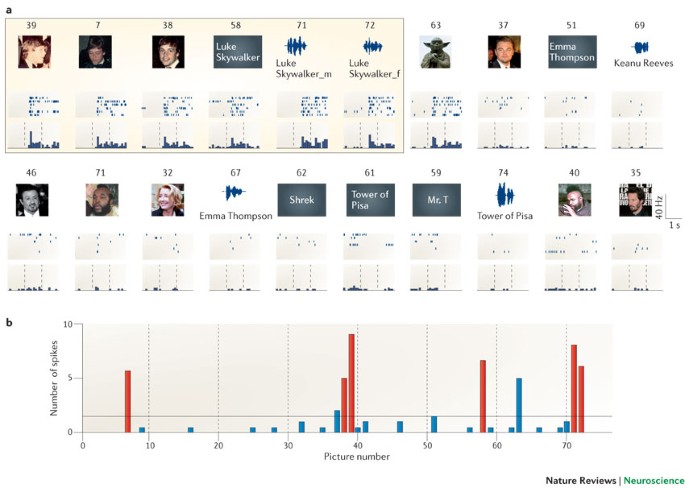 a
39 7 38 58 71 72 63 37 51 69
Luke
Skywalker
Luke
Skywalker_m
Luke
Skywalker_f
Emma
Thompson
Keanu Reeves
46 71 32 67 62 61 59 74 40 35
Emma Thompson
Shrek
Tower of
Pisa
Mr. T
Tower of Pisa
40 Hz
1 s
b
10
5
0
Number of spikes
0 10 20 30 40 50 60 70
Picture number
Nature Reviews | Neuroscience